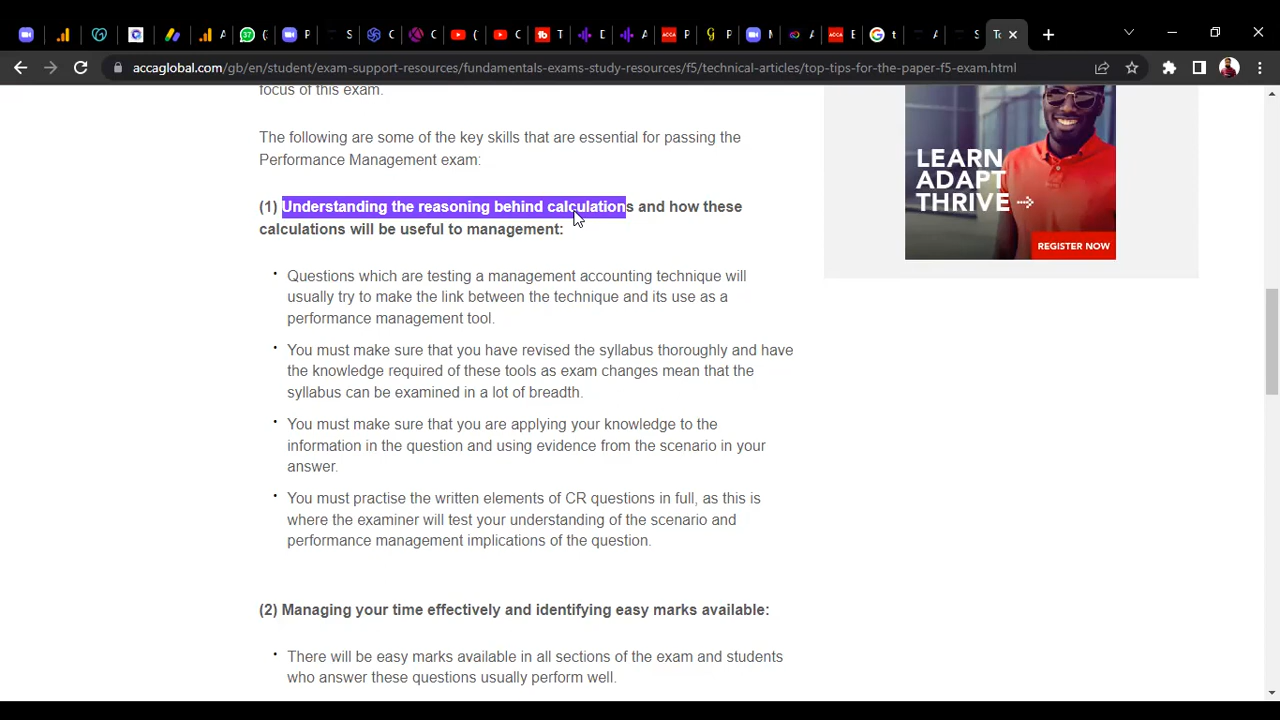 37
T
S
C
C
T
E
A
P
P
M
A
E
t
A
S
To
accaglobal.com/gb/en/student/exam-support-resources/fundamentals-exams-study-resources/f5/technical-articles/top-tips-for-the-paper-f5-exam.html
focus of this exam.
The following are some of the key skills that are essential for passing the
Performance Management exam:
(1) Understanding the reasoning behind calculations and how these
calculations will be useful to management:
• Questions which are testing a management accounting technique will
usually try to make the link between the technique and its use as a
performance management tool.
• You must make sure that you have revised the syllabus thoroughly and have
the knowledge required of these tools as exam changes mean that the
syllabus can be examined in a lot of breadth.
• You must make sure that you are applying your knowledge to the
information in the question and using evidence from the scenario in your
answer.
• You must practise the written elements of CR questions in full, as this is
where the examiner will test your understanding of the scenario and
performance management implications of the question.
(2) Managing your time effectively and identifying easy marks available:
• There will be easy marks available in all sections of the exam and students
who answer these questions usually perform well.
LEARN
ADAPT
THRIVE
REGISTER NOW